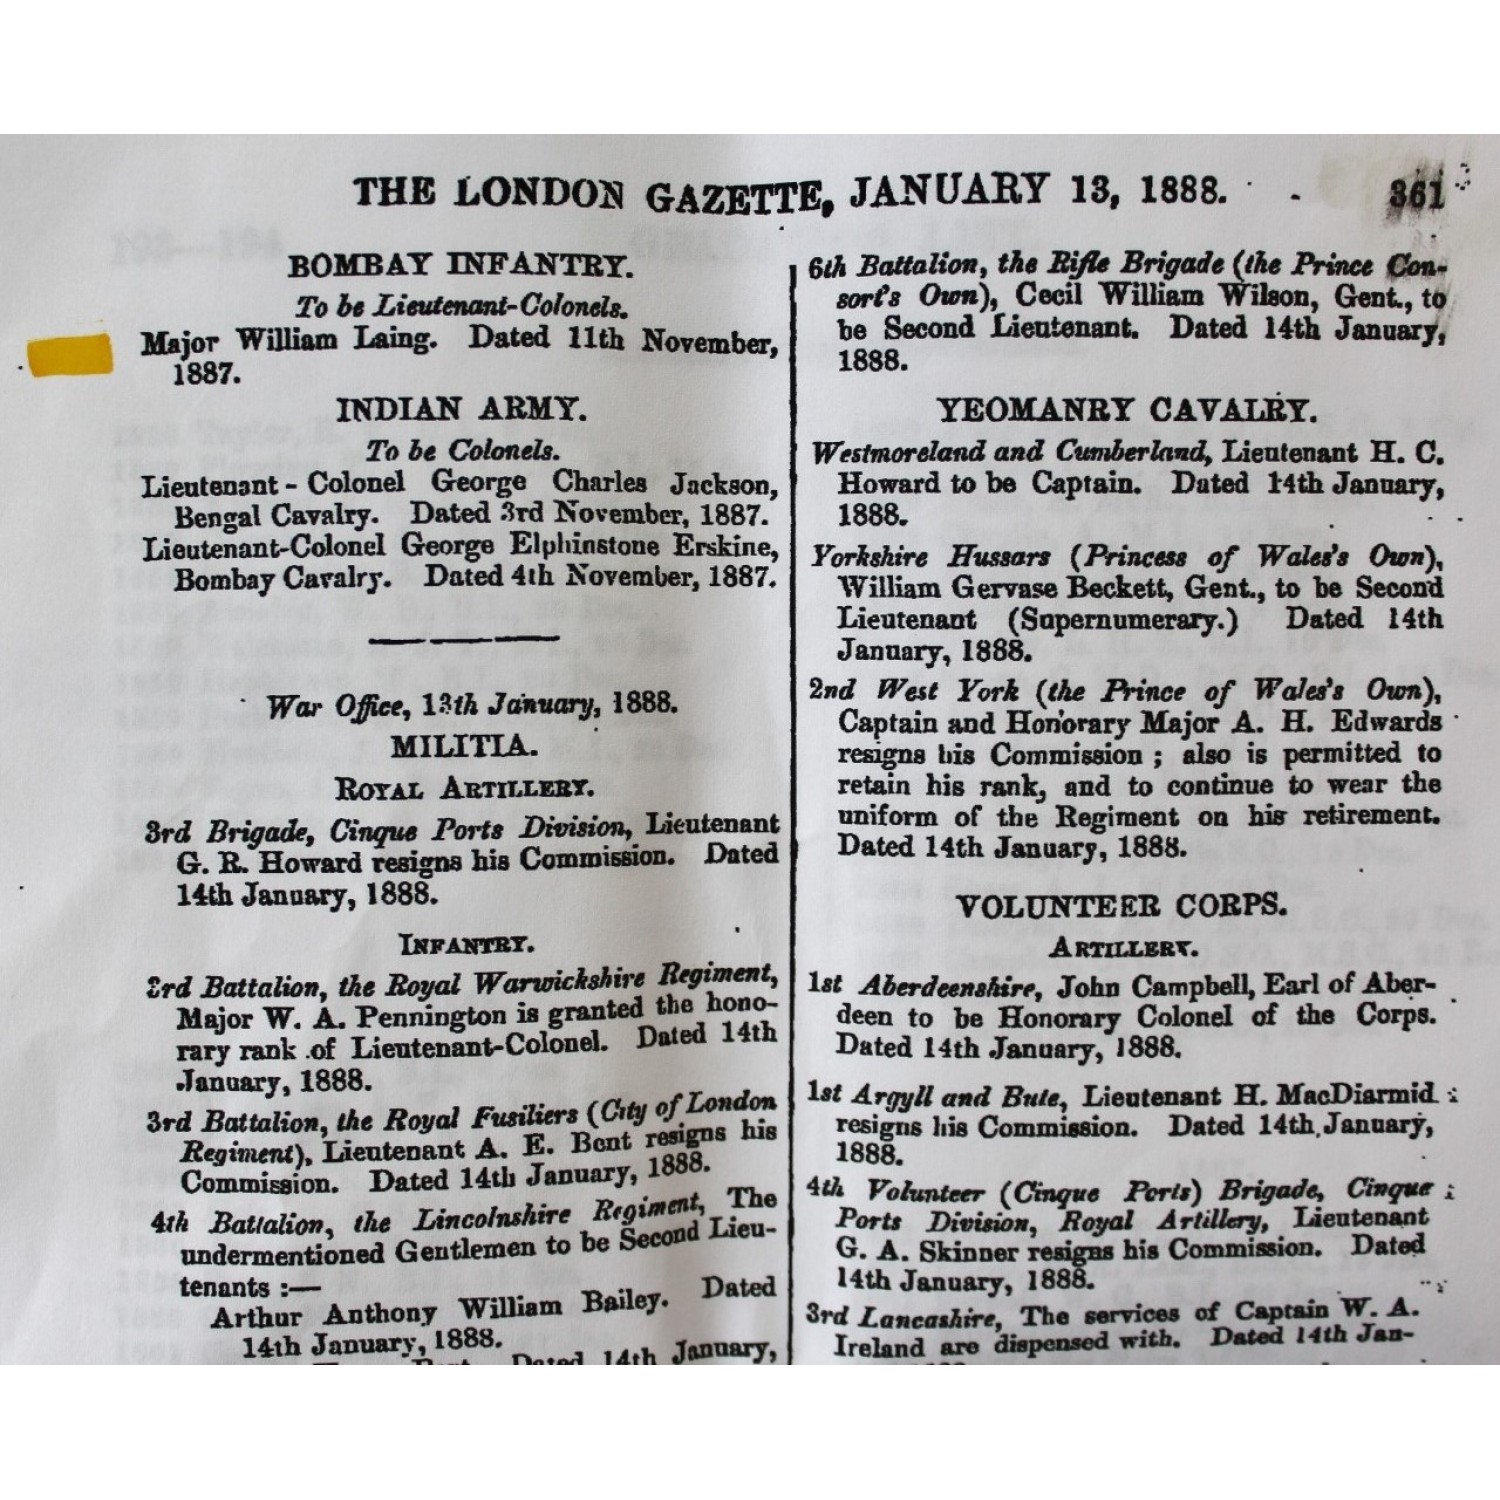 THE LONDON GAZETTE, JANUARY 13, 1888. 361
BOMBAY INFANTRY.
To be Lieutenant-Colonels.
Major William Laing. Dated 11th November,
1887.
INDIAN ARMY.
To be Colonels.
Lieutenant-Colonel George Charles Jackson,
Bengal Cavalry. Dated 3rd November, 1887.
Lieutenant-Colonel George Elphinstone Erskine,
Bombay Cavalry. Dated 4th November, 1887.
War Office, 13th January, 1888.
MILITIA.
ROYAL ARTILLERY.
3rd Brigade, Cinque Ports Division, Lieutenant
G. R. Howard resigns his Commission. Dated
14th January, 1888.
INFANTRY.
3rd Battalion, the Royal Warwickshire Regiment,
Major W. A. Pennington is granted the hono-
rary rank of Lieutenant-Colonel. Dated 14th
January, 1888.
3rd Battalion, the Royal Fusiliers (City of London
Regiment), Lieutenant A. E. Bent resigns his
Commission. Dated 14th January, 1888.
4th Battalion, the Lincolnshire Regiment, The
undermentioned Gentlemen to be Second Lieu-
tenants :—
Arthur Anthony William Bailey. Dated
14th January, 1888.
Dated 14th January,
6th Battalion, the Rifle Brigade (the Prince Con-
sort's Own), Cecil William Wilson, Gent., to
be Second Lieutenant. Dated 14th January,
1888.
YEOMANRY CAVALRY.
Westmoreland and Cumberland, Lieutenant H. C.
Howard to be Captain. Dated 14th January,
1888.
Yorkshire Hussars (Princess of Wales's Own),
William Gervase Beckett, Gent., to be Second
Lieutenant (Supernumerary.) Dated 14th
January, 1888.
2nd West York (the Prince of Wales's Own),
Captain and Honorary Major A. H. Edwards
resigns his Commission ; also is permitted to
retain his rank, and to continue to wear the
uniform of the Regiment on his retirement.
Dated 14th January, 1888.
VOLUNTEER CORPS.
ARTILLERY.
1st Aberdeenshire, John Campbell, Earl of Aber-
deen to be Honorary Colonel of the Corps.
Dated 14th January, 1888.
1st Argyll and Bute, Lieutenant H. MacDiarmid
resigns his Commission. Dated 14th January,
1888.
4th Volunteer (Cinque Ports) Brigade, Cinque
Ports Division, Royal Artillery, Lieutenant
G. A. Skinner resigns his Commission. Dated
14th January, 1888.
3rd Lancashire, The services of Captain W. A.
Ireland are dispensed with. Dated 14th Jan-